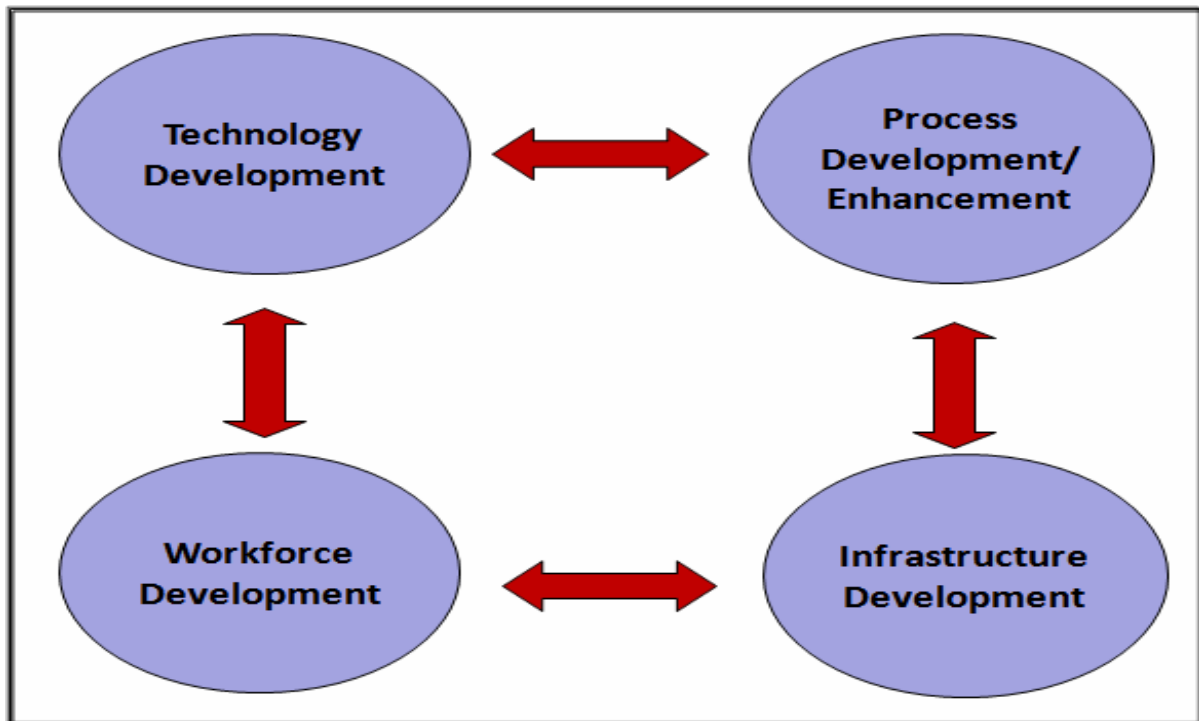 Technology
Development
Process
Development/
Enhancement
Workforce
Development
Infrastructure
Development